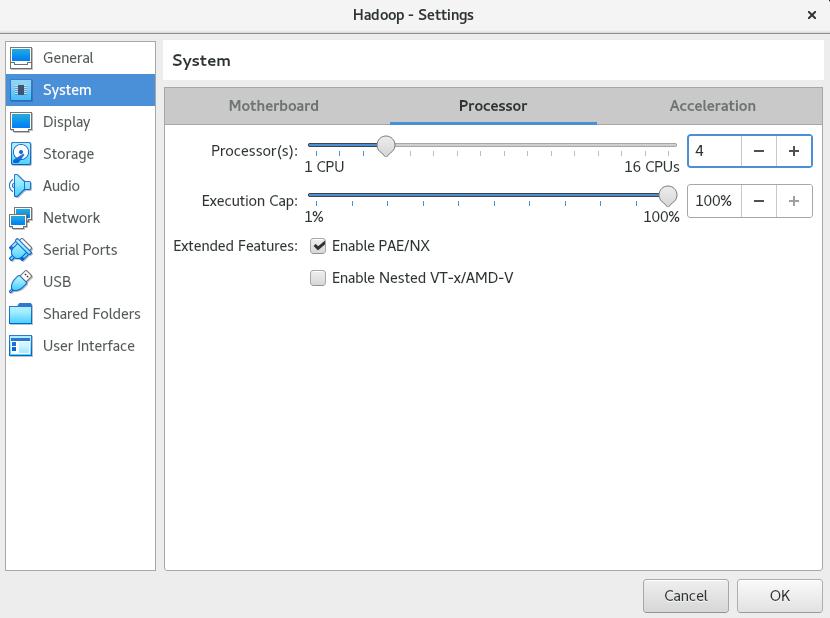 Hadoop - Settings
General
System
Display
Storage
Audio
Network
Serial Ports
USB
Shared Folders
User Interface
System
Motherboard Processor Acceleration
Processor(s): 4
1 CPU 16 CPUs
Execution Cap: 100%
1% 100%
Extended Features: Enable PAE/NX
Enable Nested VT-x/AMD-V
Cancel OK